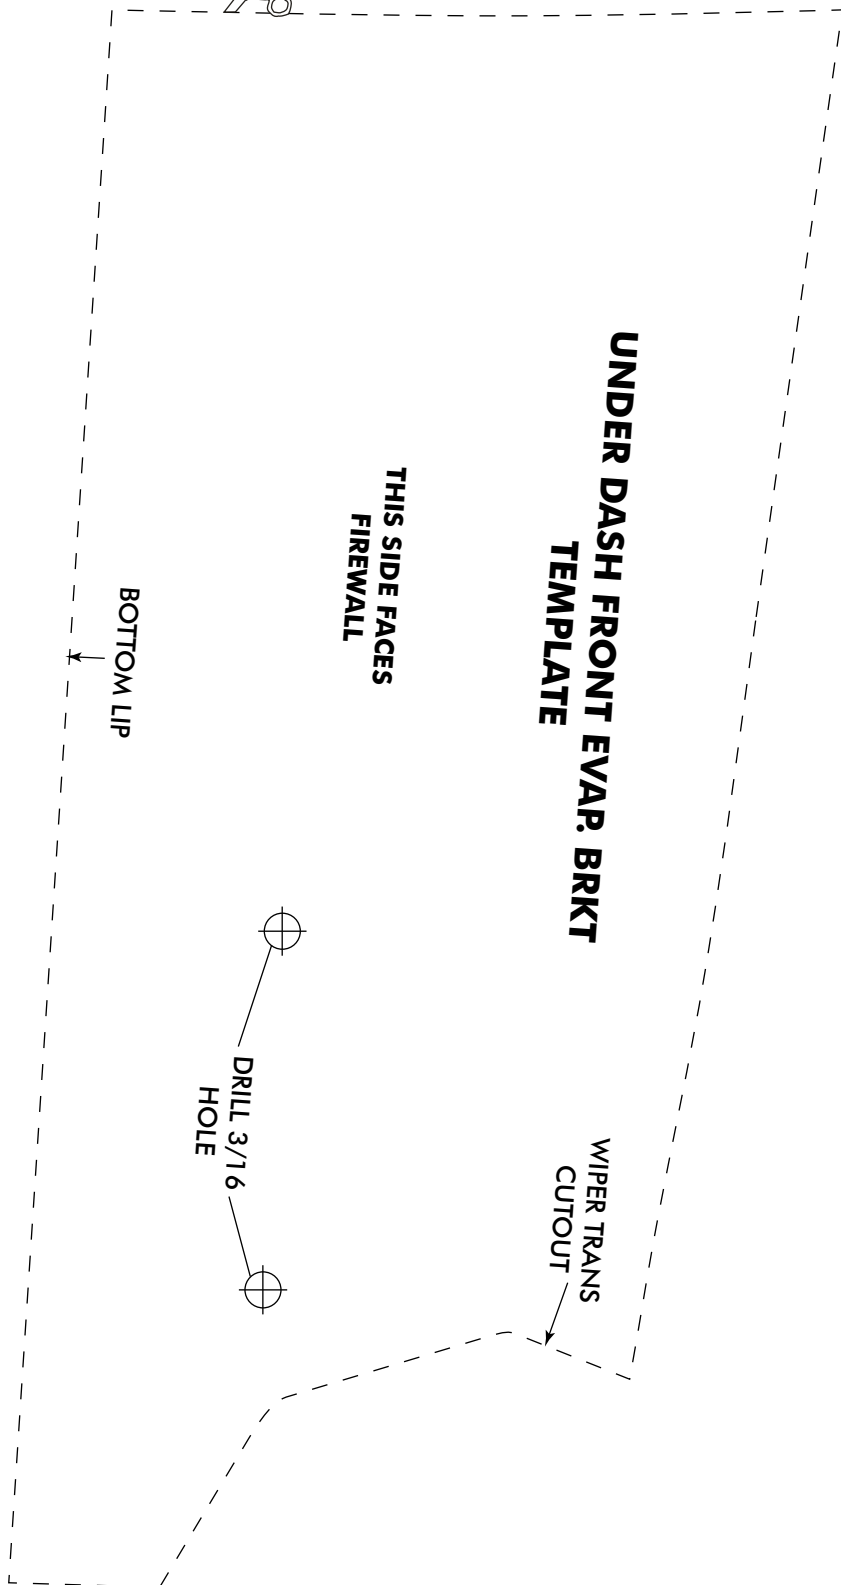 UNDER DASH FRONT EVAP. BRKT
TEMPLATE
THIS SIDE FACES
FIREWALL
BOTTOM LIP
DRILL 3/16
HOLE
WIPER TRANS
CUTOUT